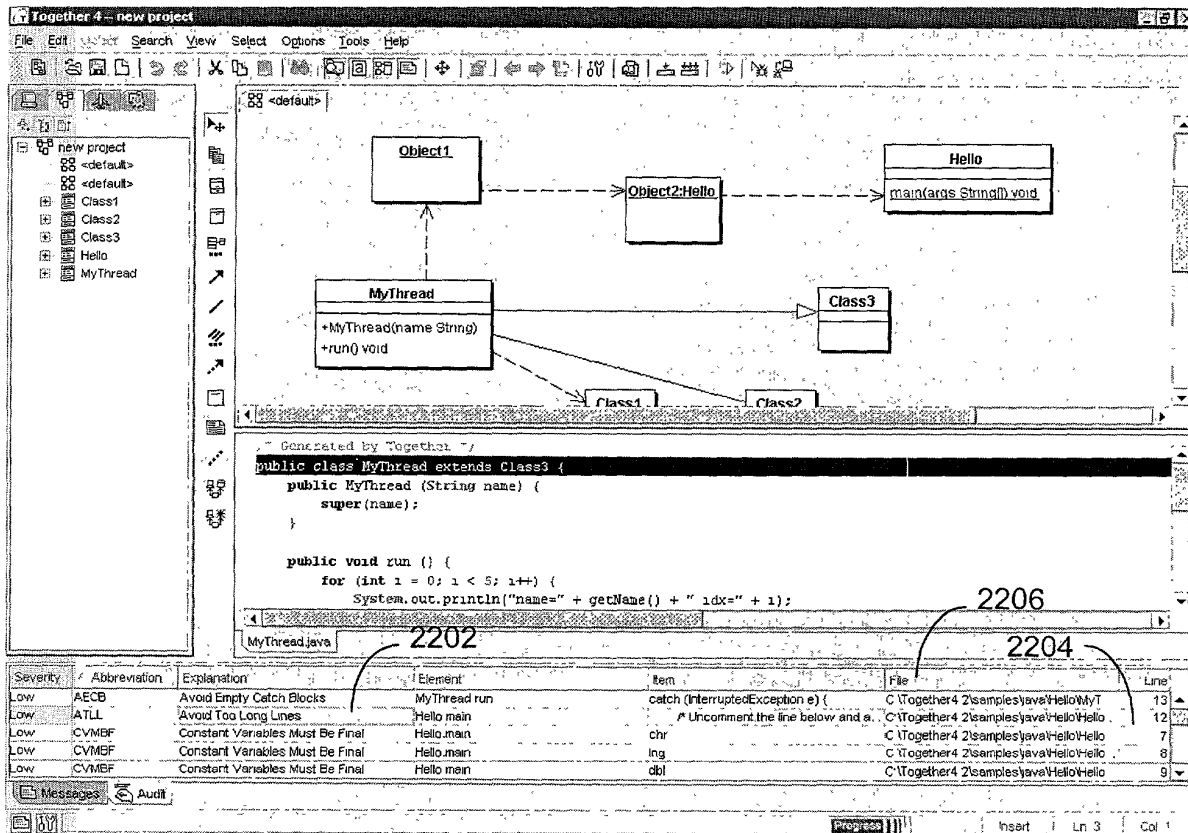 Together 4 – new project
File Edit Search View Select Options Tools Help
<default>
new project
<default>
<default>
Class1
Class2
Class3
Hello
MyThread
Object1
Object2:Hello
Hello
main(args String[]) void
MyThread
+MyThread(name String)
+run() void
Class3
Class1
Class2
Generated by Together */
public class MyThread extends Class3 {
public MyThread (String name) {
super(name);
}
public void run () {
for (int i = 0; i < 5; i++) {
System.out.println("name=" + getName() + " idx=" + i);
MyThread.java
2202
2206
2204
Severity Abbreviation Explanation Element Item File Line
Low AECB Avoid Empty Catch Blocks MyThread run catch (InterruptedException e) { C \Together4 2\samples\java\Hello\MyT 13
Low ATLL Avoid Too Long Lines Hello main /* Uncomment the line below and a.. C \Together4 2\samples\java\Hello\Hello 12
Low CVMBF Constant Variables Must Be Final Hello.main chr C \Together4 2\samples\java\Hello\Hello 7
Low CVMBF Constant Variables Must Be Final Hello.main lng C \Together4 2\samples\java\Hello\Hello 8
Low CVMBF Constant Variables Must Be Final Hello main dbl C \Together4 2\samples\java\Hello\Hello 9
Messages Audit
Progress Insert Ln 3 Col 1